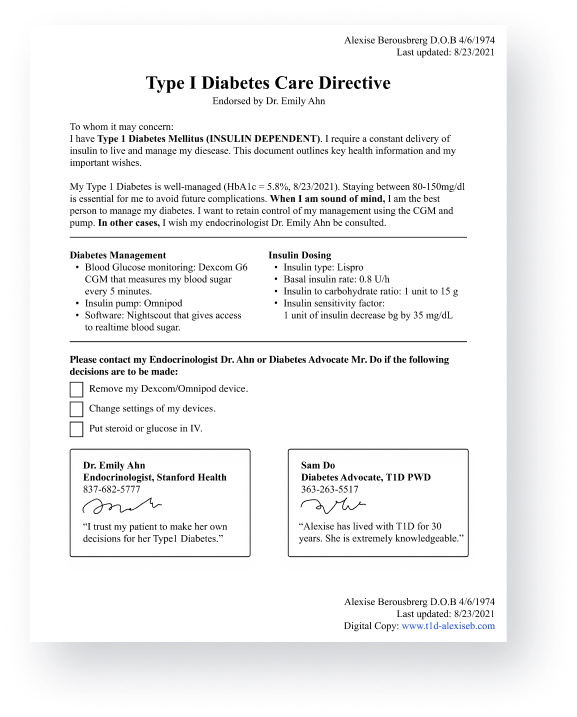 Alexise Berousbrerg D.O.B 4/6/1974
Last updated: 8/23/2021
Type I Diabetes Care Directive
Endorsed by Dr. Emily Ahn
To whom it may concern:
I have Type 1 Diabetes Mellitus (INSULIN DEPENDENT). I require a constant delivery of
insulin to live and manage my diesease. This document outlines key health information and my
important wishes.
My Type 1 Diabetes is well-managed (HbA1c = 5.8%, 8/23/2021). Staying between 80-150mg/dl
is essential for me to avoid future complications. When I am sound of mind, I am the best
person to manage my diabetes. I want to retain control of my management using the CGM and
pump. In other cases, I wish my endocrinologist Dr. Emily Ahn be consulted.
Diabetes Management
• Blood Glucose monitoring: Dexcom G6
CGM that measures my blood sugar
every 5 minutes.
• Insulin pump: Omnipod
• Software: Nightscout that gives access
to realtime blood sugar.
Insulin Dosing
• Insulin type: Lispro
• Basal insulin rate: 0.8 U/h
• Insulin to carbohydrate ratio: 1 unit to 15 g
• Insulin sensitivity factor:
1 unit of insulin decrease bg by 35 mg/dL
Please contact my Endocrinologist Dr. Ahn or Diabetes Advocate Mr. Do if the following
decisions are to be made:
Remove my Dexcom/Omnipod device.
Change settings of my devices.
Put steroid or glucose in IV.
Dr. Emily Ahn
Endocrinologist, Stanford Health
837-682-5777
“I trust my patient to make her own
decisions for her Type1 Diabetes.”
Sam Do
Diabetes Advocate, T1D PWD
363-263-5517
“Alexise has lived with T1D for 30
years. She is extremely knowledgeable.”
Alexise Berousbrerg D.O.B 4/6/1974
Last updated: 8/23/2021
Digital Copy: www.t1d-alexiseb.com